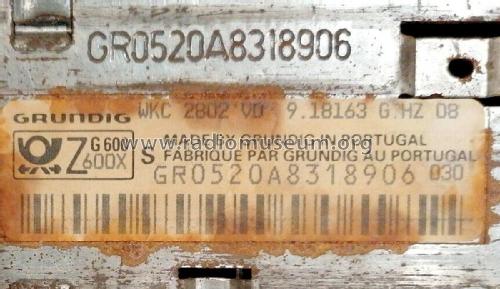 GR0520A8318906
GRUNDIG WKC 2802 VD 9.18163 G.HZ 08
Z G 600 600X S MADE BY GRUNDIG IN PORTUGAL
FABRIQUE PAR GRUNDIG AU PORTUGAL
GR0520A8318906 030
www.radiomuseum.org